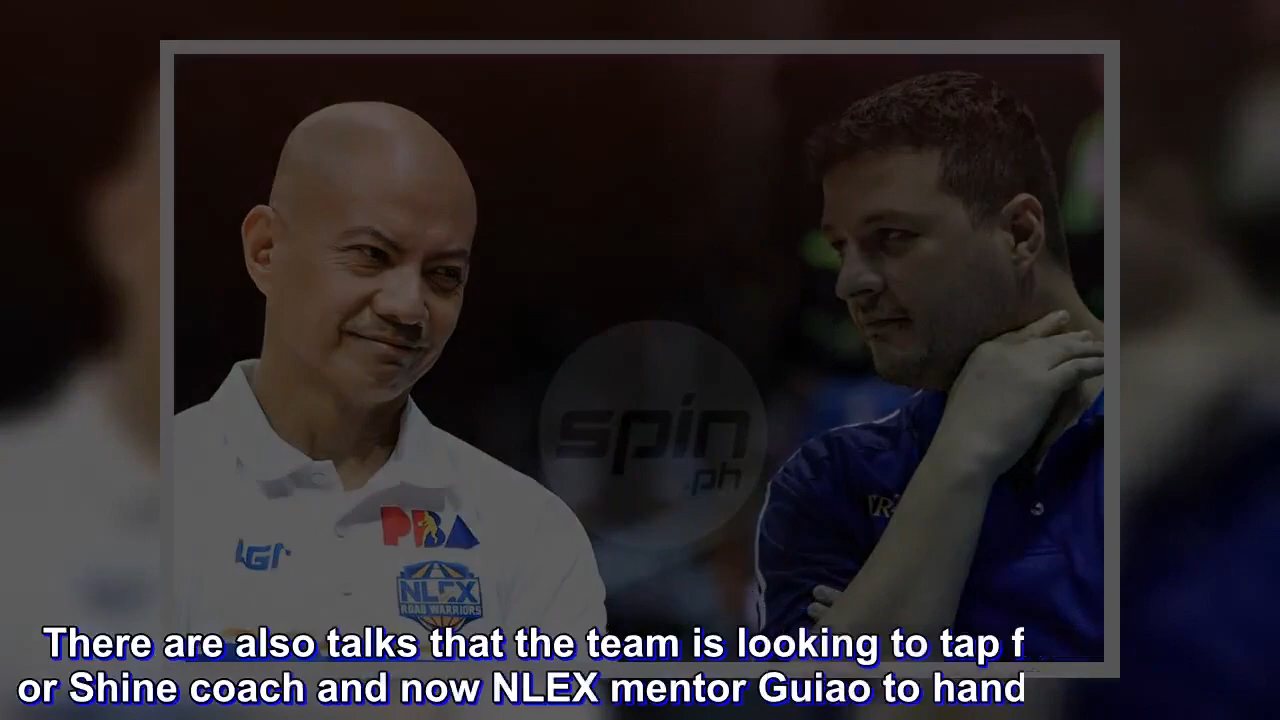 spin
.ph
PBA
NLEX
ROAD WARRIORS
There are also talks that the team is looking to tap f
or Shine coach and now NLEX mentor Guiao to hand